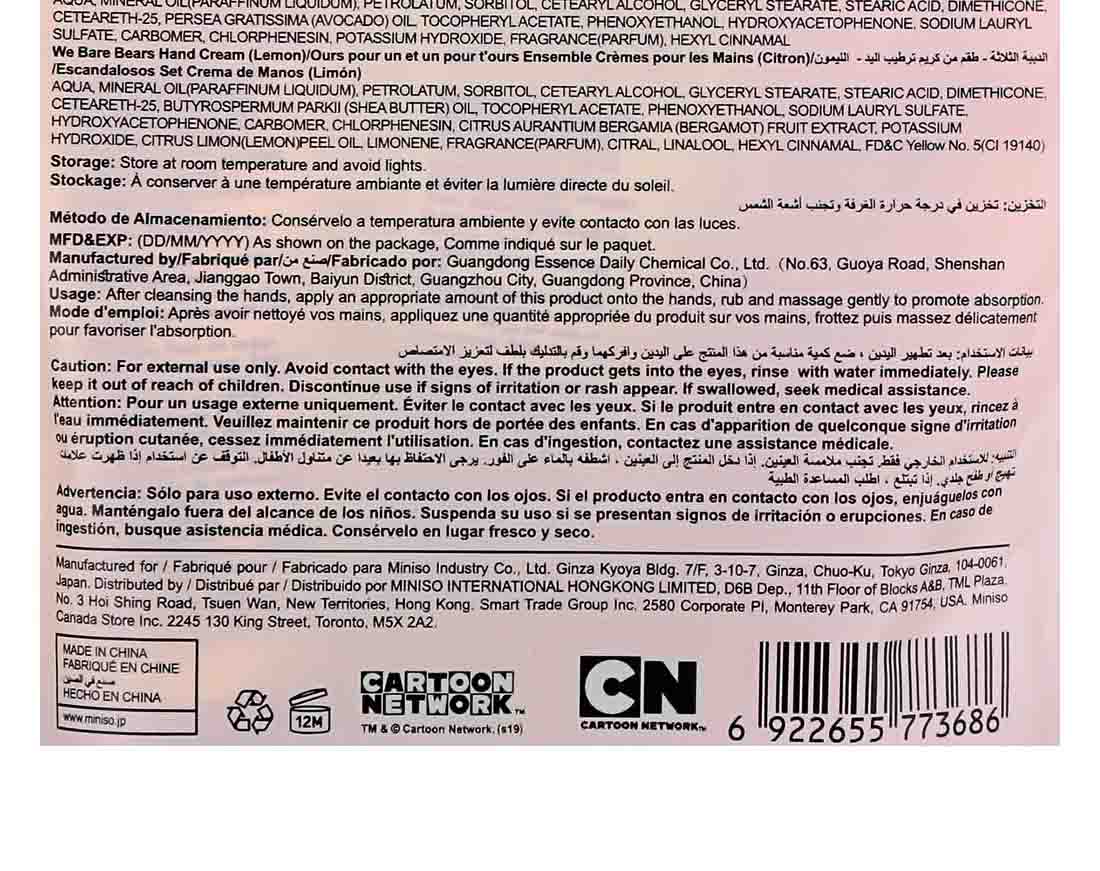 AQUA, MINERAL OIL(PARAFFINUM LIQUIDUM), PETROLATUM, SORBITOL, CETEARYL ALCOHOL, GLYCERYL STEARATE, STEARIC ACID, DIMETHICONE,
CETEARETH-25, PERSEA GRATISSIMA (AVOCADO) OIL, TOCOPHERYL ACETATE, PHENOXYETHANOL, HYDROXYACETOPHENONE, SODIUM LAURYL
SULFATE, CARBOMER, CHLORPHENESIN, POTASSIUM HYDROXIDE, FRAGRANCE(PARFUM), HEXYL CINNAMAL
We Bare Bears Hand Cream (Lemon)/Ours pour un et un pour t'ours Ensemble Crèmes pour les Mains (Citron)/الدببة الثلاثة - طقم من كريم ترطيب اليد - الليمون
/Escandalosos Set Crema de Manos (Limón)
AQUA, MINERAL OIL(PARAFFINUM LIQUIDUM), PETROLATUM, SORBITOL, CETEARYL ALCOHOL, GLYCERYL STEARATE, STEARIC ACID, DIMETHICONE,
CETEARETH-25, BUTYROSPERMUM PARKII (SHEA BUTTER) OIL, TOCOPHERYL ACETATE, PHENOXYETHANOL, SODIUM LAURYL SULFATE,
HYDROXYACETOPHENONE, CARBOMER, CHLORPHENESIN, CITRUS AURANTIUM BERGAMIA (BERGAMOT) FRUIT EXTRACT, POTASSIUM
HYDROXIDE, CITRUS LIMON(LEMON)PEEL OIL, LIMONENE, FRAGRANCE(PARFUM), CITRAL, LINALOOL, HEXYL CINNAMAL, FD&C Yellow No. 5(CI 19140)
Storage: Store at room temperature and avoid lights.
Stockage: À conserver à une température ambiante et éviter la lumière directe du soleil.
التخزين: تخزين في درجة حرارة الغرفة وتجنب أشعة الشمس
Método de Almacenamiento: Consérvelo a temperatura ambiente y evite contacto con las luces.
MFD&EXP: (DD/MM/YYYY) As shown on the package, Comme indiqué sur le paquet.
Manufactured by/Fabriqué par/صنع من/Fabricado por: Guangdong Essence Daily Chemical Co., Ltd. (No.63, Guoya Road, Shenshan
Administrative Area, Jianggao Town, Baiyun District, Guangzhou City, Guangdong Province, China)
Usage: After cleansing the hands, apply an appropriate amount of this product onto the hands, rub and massage gently to promote absorption.
Mode d'emploi: Après avoir nettoyé vos mains, appliquez une quantité appropriée du produit sur vos mains, frottez puis massez délicatement
pour favoriser l'absorption.
بيانات الاستخدام: بعد تطهير اليدين ، ضع كمية مناسبة من هذا المنتج على اليدين وافركهما وقم بالتدليك بلطف لتعزيز الامتصاص
Caution: For external use only. Avoid contact with the eyes. If the product gets into the eyes, rinse with water immediately. Please
keep it out of reach of children. Discontinue use if signs of irritation or rash appear. If swallowed, seek medical assistance.
Attention: Pour un usage externe uniquement. Éviter le contact avec les yeux. Si le produit entre en contact avec les yeux, rincez à
l'eau immédiatement. Veuillez maintenir ce produit hors de portée des enfants. En cas d'apparition de quelconque signe d'irritation
ou éruption cutanée, cessez immédiatement l'utilisation. En cas d'ingestion, contactez une assistance médicale.
التنبيه: للاستخدام الخارجي فقط تجنب ملامسة العينين. إذا دخل المنتج إلى العينين ، اشطفه بالماء على الفور. يرجى الاحتفاظ بها بعيدا عن متناول الأطفال. التوقف عن استخدام إذا ظهرت علامة
تهيج أو طفح جلدي. إذا تبتلع ، اطلب المساعدة الطبية
Advertencia: Sólo para uso externo. Evite el contacto con los ojos. Si el producto entra en contacto con los ojos, enjuáguelos con
agua. Manténgalo fuera del alcance de los niños. Suspenda su uso si se presentan signos de irritación o erupciones. En caso de
ingestión, busque asistencia médica. Consérvelo en lugar fresco y seco.
Manufactured for / Fabriqué pour / Fabricado para Miniso Industry Co., Ltd. Ginza Kyoya Bldg. 7/F, 3-10-7, Ginza, Chuo-Ku, Tokyo Ginza, 104-0061,
Japan. Distributed by / Distribué par / Distribuido por MINISO INTERNATIONAL HONGKONG LIMITED, D6B Dep., 11th Floor of Blocks A&B, TML Plaza.
No. 3 Hoi Shing Road, Tsuen Wan, New Territories, Hong Kong. Smart Trade Group Inc. 2580 Corporate Pl, Monterey Park, CA 91754, USA. Miniso
Canada Store Inc. 2245 130 King Street, Toronto, M5X 2A2.
MADE IN CHINA
FABRIQUÉ EN CHINE
صنع في الصين
HECHO EN CHINA
www.miniso.jp
12M
CARTOON
NETWORK™
TM & © Cartoon Network. (s19)
CN
CARTOON NETWORK™
6 922655 773686